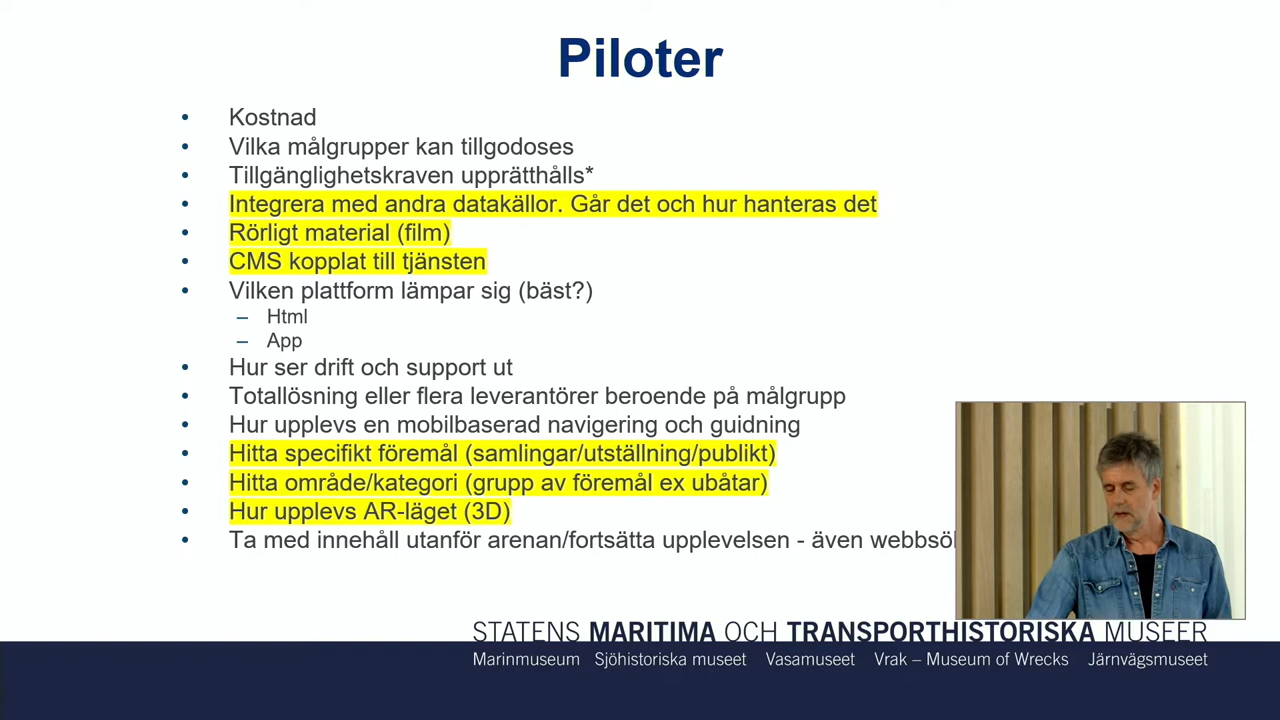 Piloter
• Kostnad
• Vilka målgrupper kan tillgodoses
• Tillgänglighetskraven upprätthålls*
• Integrera med andra datakällor. Går det och hur hanteras det
• Rörligt material (film)
• CMS kopplat till tjänsten
• Vilken plattform lämpar sig (bäst?)
– Html
– App
• Hur ser drift och support ut
• Totallösning eller flera leverantörer beroende på målgrupp
• Hur upplevs en mobilbaserad navigering och guidning
• Hitta specifikt föremål (samlingar/utställning/publikt)
• Hitta område/kategori (grupp av föremål ex ubåtar)
• Hur upplevs AR-läget (3D)
• Ta med innehåll utanför arenan/fortsätta upplevelsen - även
STATENS MARITIMA OCH TRANSPORTHISTORISKA MUSEER
Marinmuseum Sjöhistoriska museet Vasamuseet Vrak – Museum of Wrecks Järnvägsmuseet